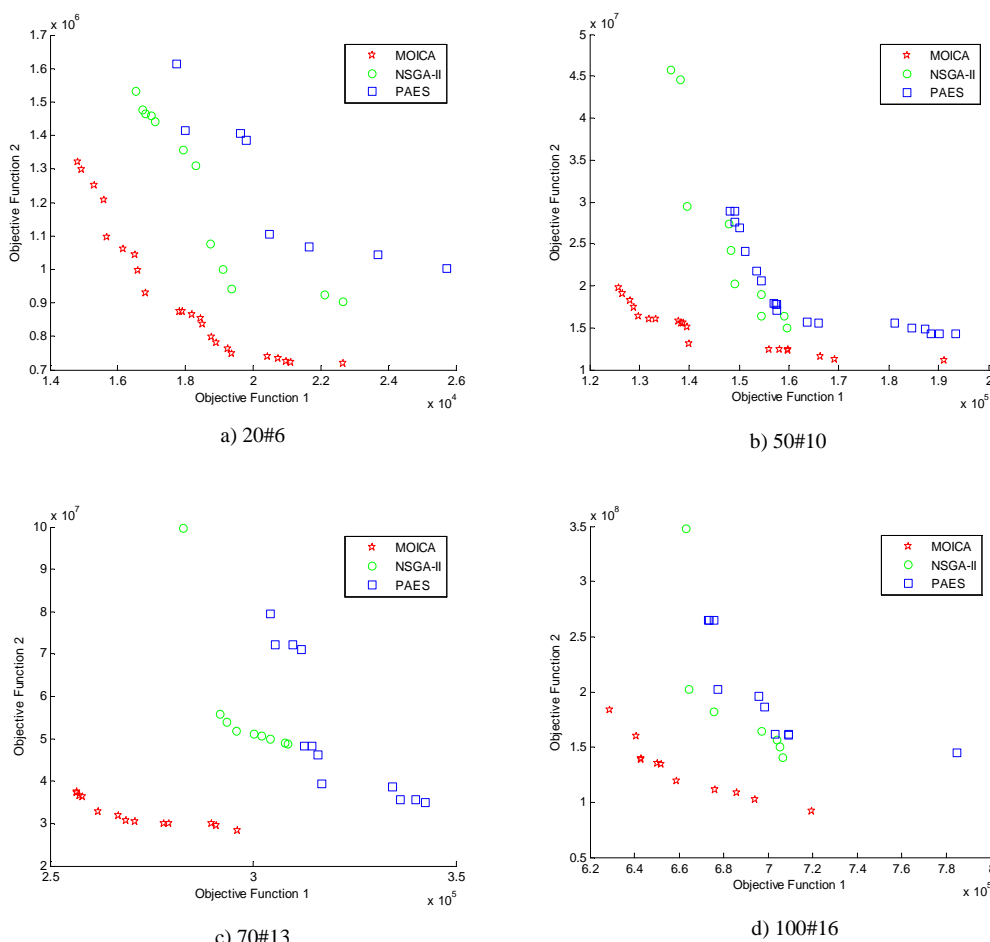 x 10^6
1.7
1.6
1.5
1.4
1.3
1.2
1.1
1
0.9
0.8
0.7
Objective Function 2
1.4 1.6 1.8 2 2.2 2.4 2.6
Objective Function 1
x 10^4
MOICA
NSGA-II
PAES
a) 20#6
x 10^7
5
4.5
4
3.5
3
2.5
2
1.5
1
Objective Function 2
1.2 1.3 1.4 1.5 1.6 1.7 1.8 1.9 2
Objective Function 1
x 10^5
MOICA
NSGA-II
PAES
b) 50#10
x 10^7
10
9
8
7
6
5
4
3
2
Objective Function 2
2.5 3 3.5
Objective Function 1
x 10^5
MOICA
NSGA-II
PAES
c) 70#13
x 10^8
3.5
3
2.5
2
1.5
1
0.5
Objective Function 2
6.2 6.4 6.6 6.8 7 7.2 7.4 7.6 7.8 8
Objective Function 1
x 10^5
MOICA
NSGA-II
PAES
d) 100#16